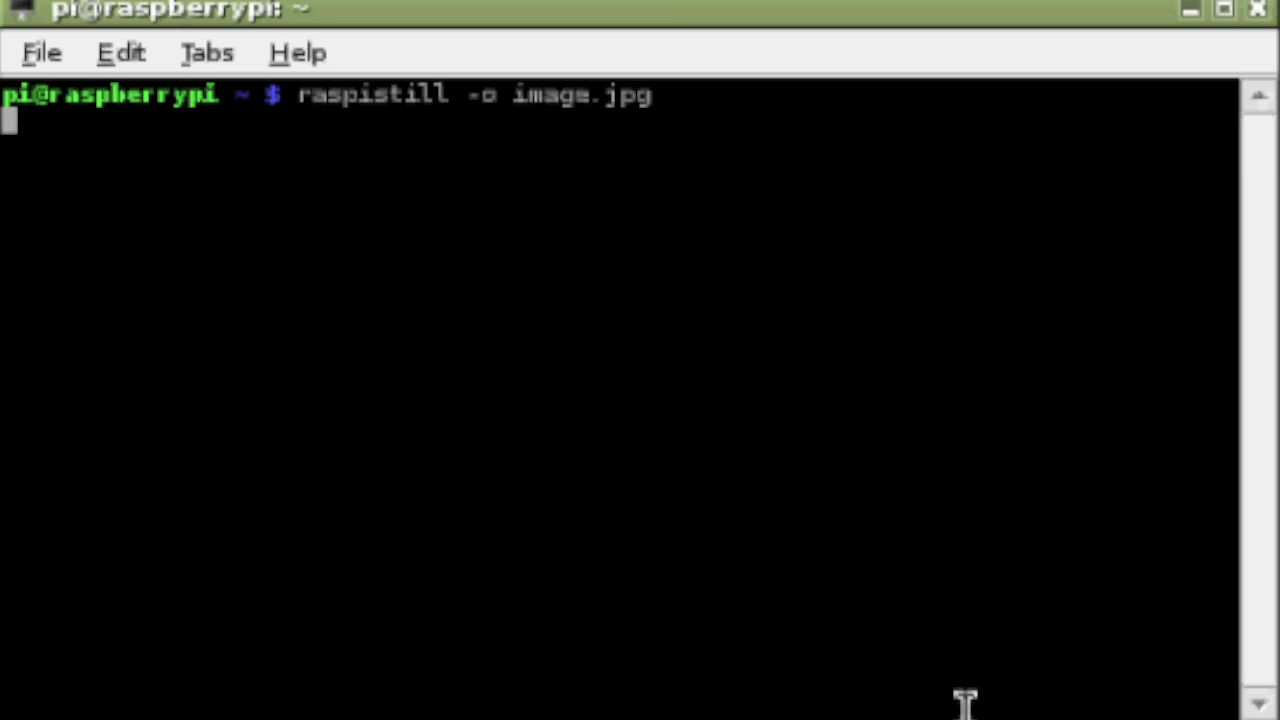 pi@raspberrypi: ~
File Edit Tabs Help
pi@raspberrypi ~ $ raspistill -o image.jpg